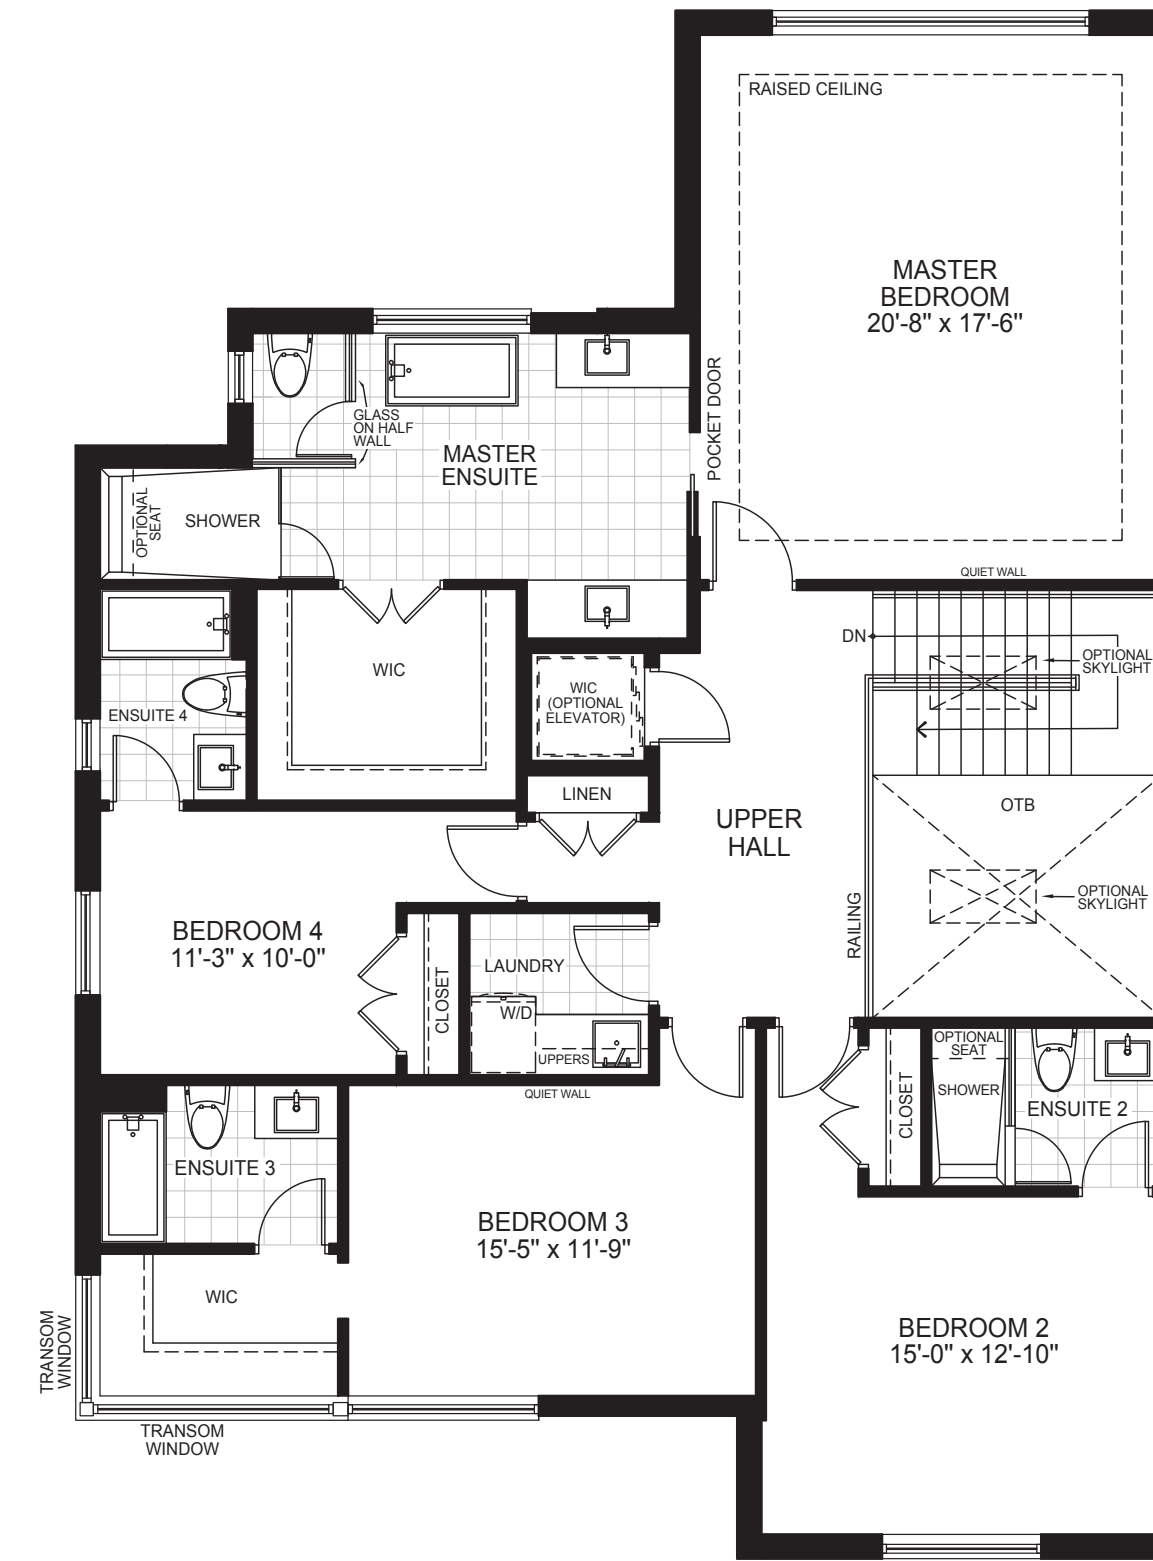 RAISED CEILING
MASTER
BEDROOM
20'-8" x 17'-6"
POCKET DOOR
GLASS
ON HALF
WALL
MASTER
ENSUITE
OPTIONAL
SEAT
SHOWER
QUIET WALL
DN
OPTIONAL
SKYLIGHT
WIC
WIC
(OPTIONAL
ELEVATOR)
ENSUITE 4
LINEN
UPPER
HALL
OTB
OPTIONAL
SKYLIGHT
RAILING
BEDROOM 4
11'-3" x 10'-0"
CLOSET
LAUNDRY
W/D
UPPERS
QUIET WALL
OPTIONAL
SEAT
SHOWER
CLOSET
ENSUITE 2
ENSUITE 3
BEDROOM 3
15'-5" x 11'-9"
WIC
TRANSOM
WINDOW
BEDROOM 2
15'-0" x 12'-10"
TRANSOM
WINDOW